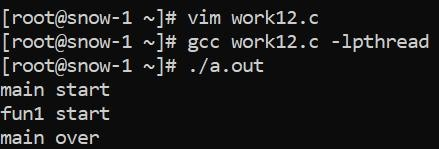 [root@snow-1 ~]# vim work12.c
[root@snow-1 ~]# gcc work12.c -lpthread
[root@snow-1 ~]# ./a.out
main start
fun1 start
main over